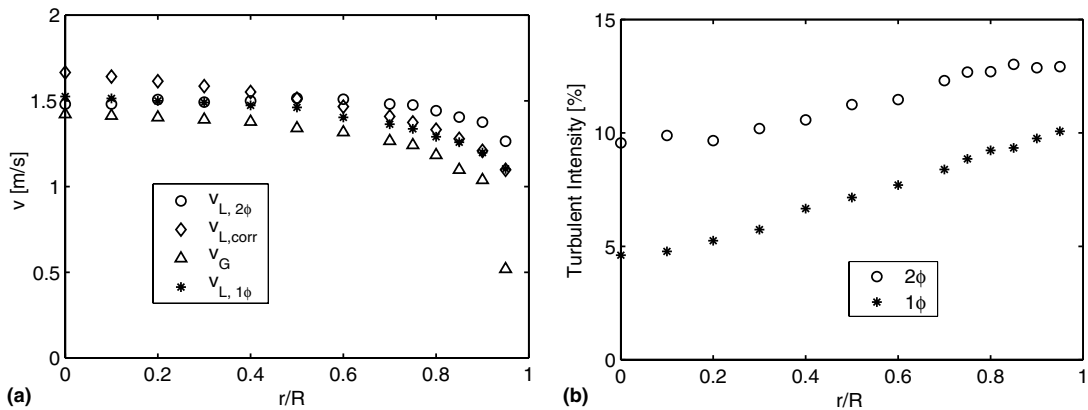 2
1.5
1
0.5
0
v [m/s]
v_{L, 2ϕ}
v_{L,corr}
v_G
v_{L, 1ϕ}
0 0.2 0.4 0.6 0.8 1
r/R
(a)
15
10
5
0
Turbulent Intensity [%]
2ϕ
1ϕ
0 0.2 0.4 0.6 0.8 1
r/R
(b)